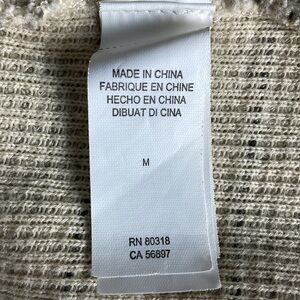 MADE IN CHINA
FABRIQUE EN CHINE
HECHO EN CHINA
DIBUAT DI CINA
M
RN 80318
CA 56897